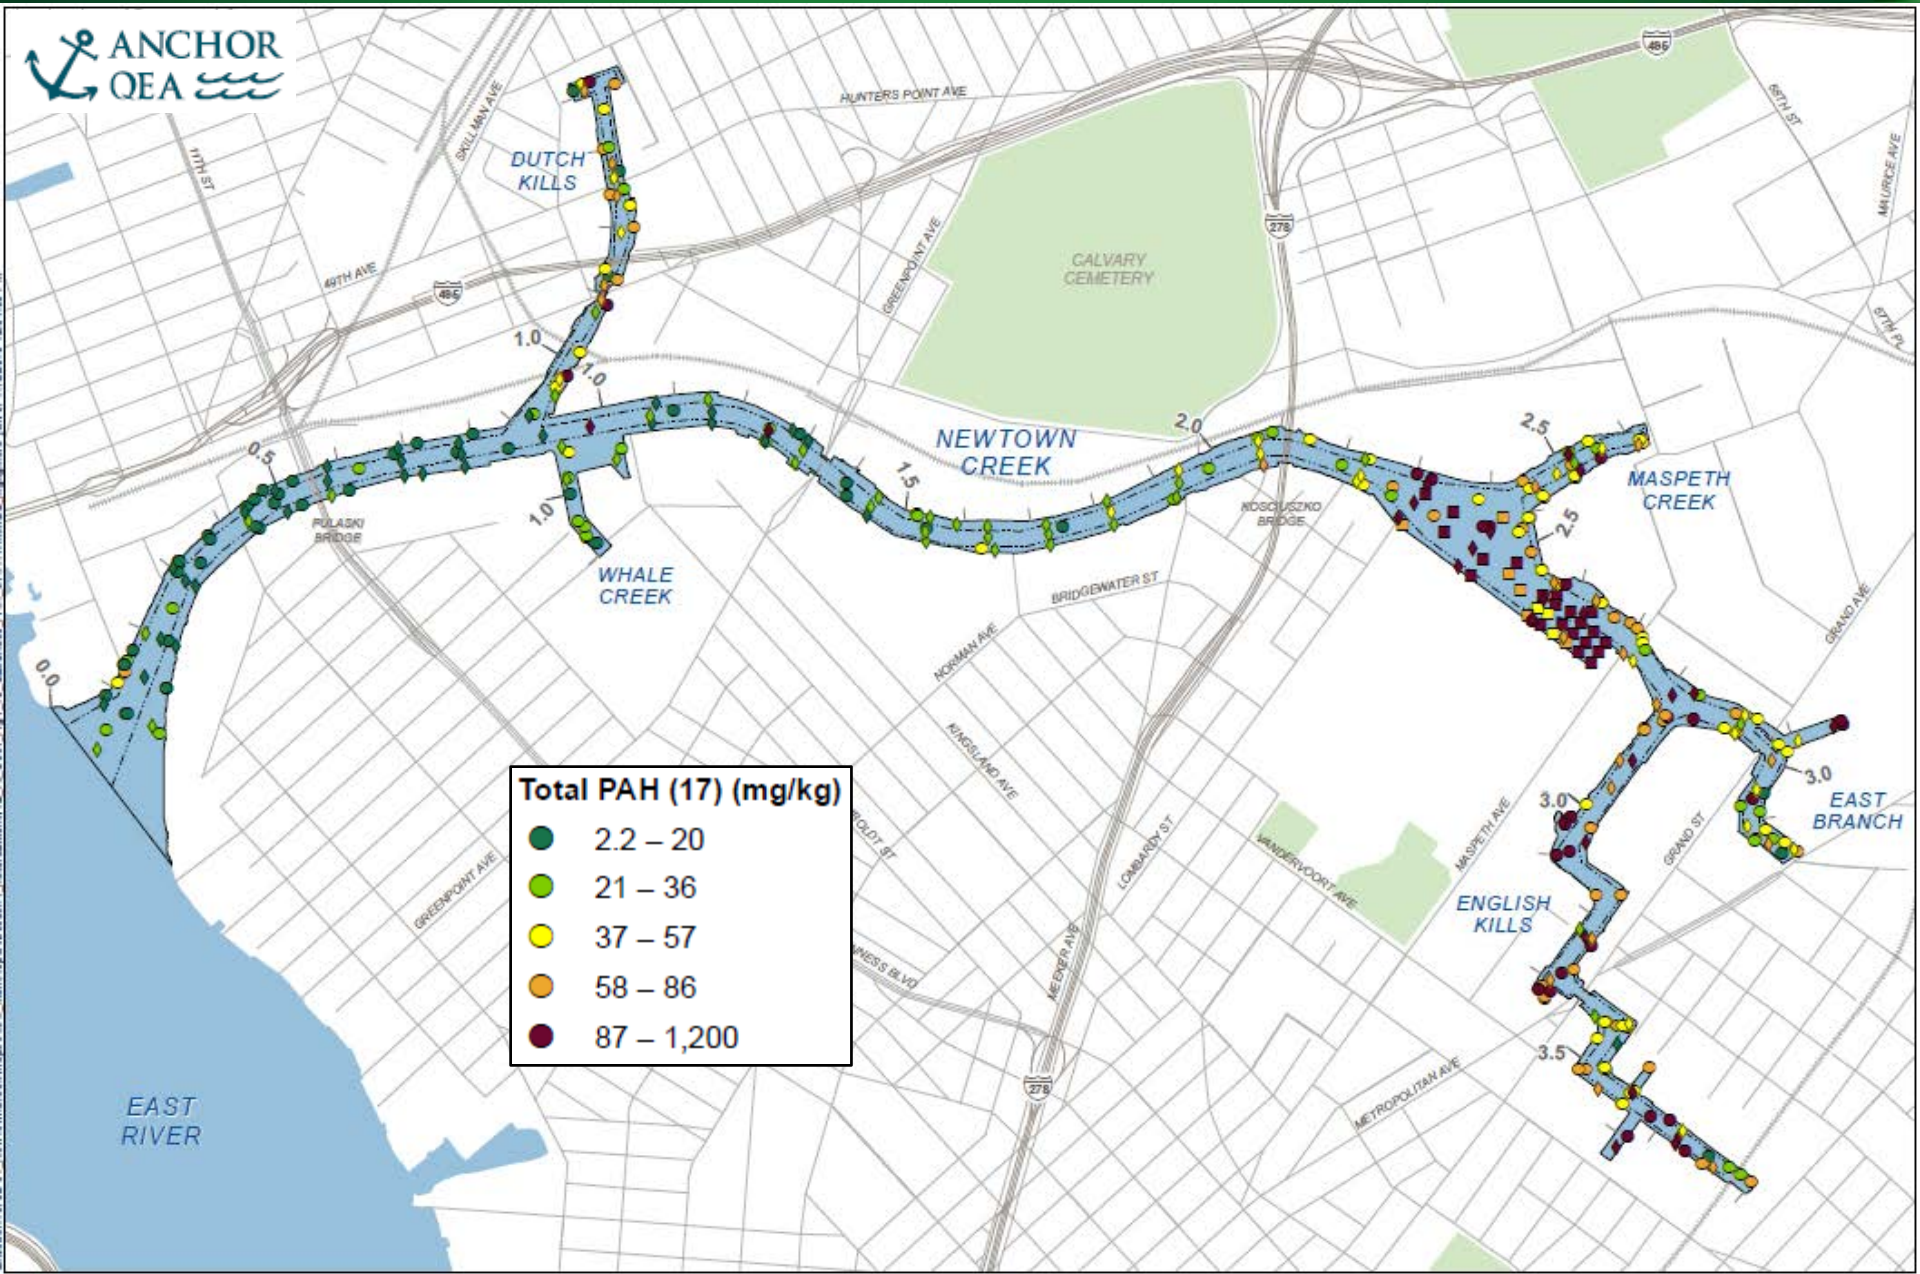 ANCHOR
QEA
11TH ST
SKILLMAN AVE
HUNTERS POINT AVE
495
68TH ST
MAURICE AVE
DUTCH
KILLS
49TH AVE
495
GREENPOINT AVE
CALVARY
CEMETERY
278
57TH PL
1.0
1.0
0.5
PULASKI
BRIDGE
1.0
WHALE
CREEK
NEWTOWN
CREEK
1.5
2.0
KOSCIUSZKO
BRIDGE
2.5
MASPETH
CREEK
2.5
BRIDGEWATER ST
NORMAN AVE
GRAND AVE
0.0
KINGSLAND AVE
Total PAH (17) (mg/kg)
2.2 – 20
21 – 36
37 – 57
58 – 86
87 – 1,200
GREENPOINT AVE
LOMBARDY ST
VANDERVOORT AVE
MASPETH AVE
GRAND ST
3.0
3.0
EAST
BRANCH
ENGLISH
KILLS
MEEKER AVE
3.5
METROPOLITAN AVE
278
EAST
RIVER